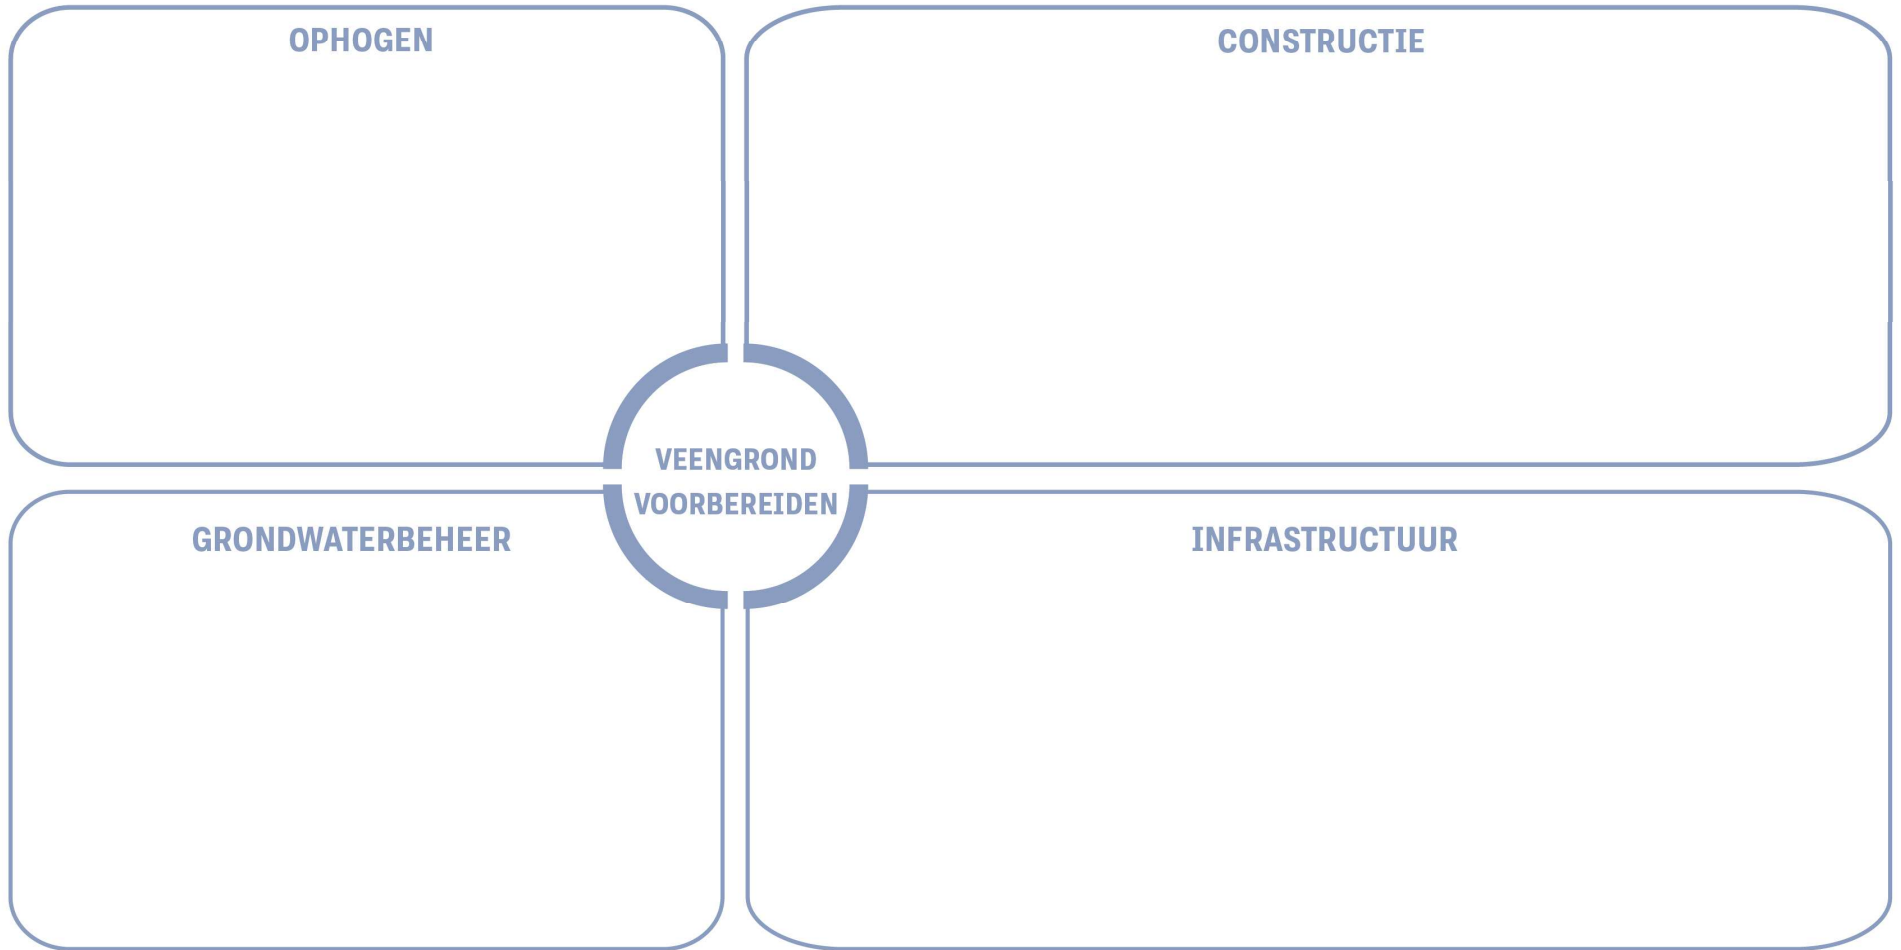 OPHOGEN
CONSTRUCTIE
VEENGROND
VOORBEREIDEN
GRONDWATERBEHEER
INFRASTRUCTUUR